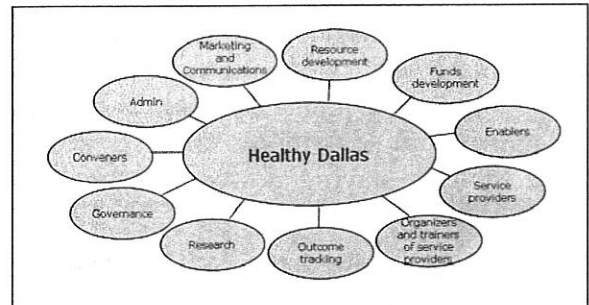 Marketing
and
Communications
Resource
development
Funds
development
Admin
Enablers
Conveners
Healthy Dallas
Service
providers
Governance
Organizers
and trainers
of service
providers
Research
Outcome
tracking